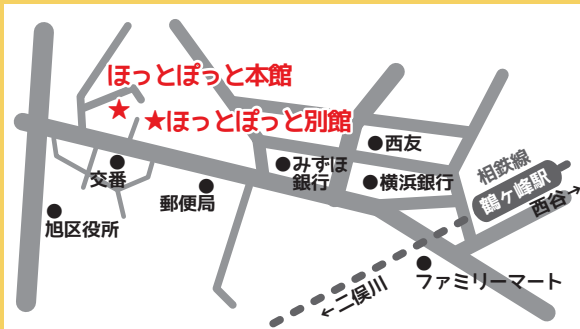 ほっとぽっと本館
★
★ほっとぽっと別館
西友
みずほ
銀行
横浜銀行
相鉄線
鶴ヶ峰駅
西谷→
交番
郵便局
旭区役所
ファミリーマート
←二俣川